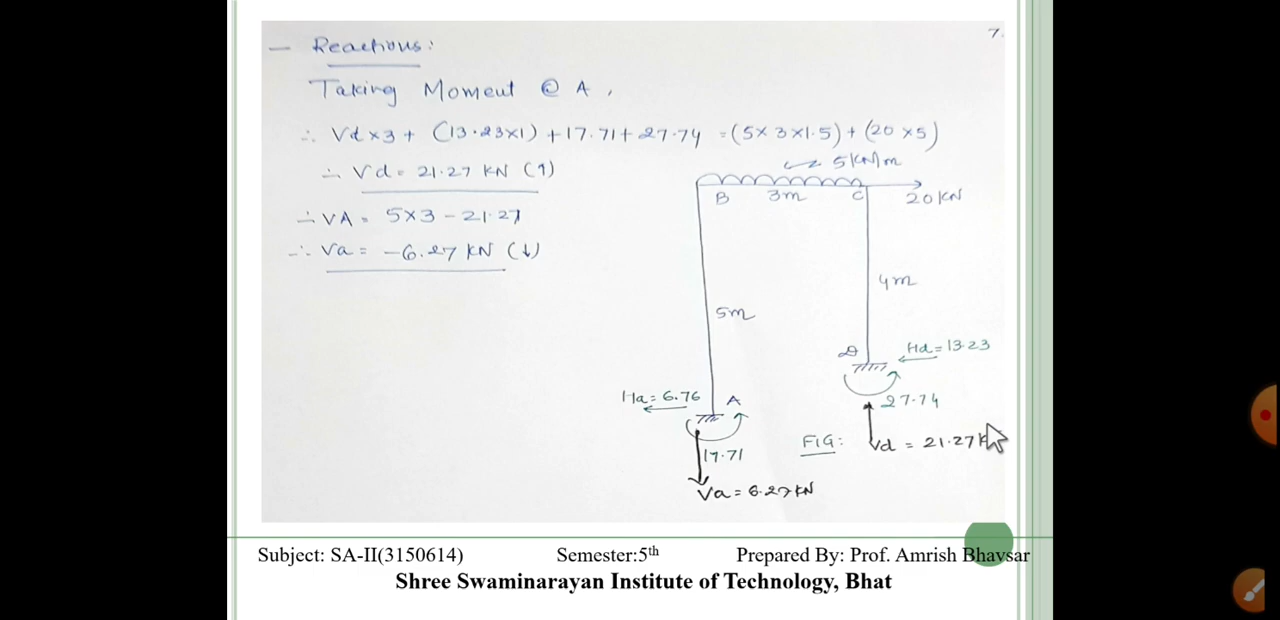 7.
— Reactions:
Taking Moment @ A,
∴ Vd×3 + (13.23×1) + 17.71 + 27.74 = (5×3×1.5) + (20×5)
∴ Vd = 21.27 KN (↑)
∴ VA = 5×3 - 21.27
∴ Va = -6.27 KN (↓)
5 KN/m
B 3m C 20 KN
4m
5m
D Hd = 13.23
Ha = 6.76 A
27.74
17.71
FIG: Vd = 21.27
Va = 6.27 KN
Subject: SA-II(3150614) Semester:5th Prepared By: Prof. Amrish Bhavsar
Shree Swaminarayan Institute of Technology, Bhat